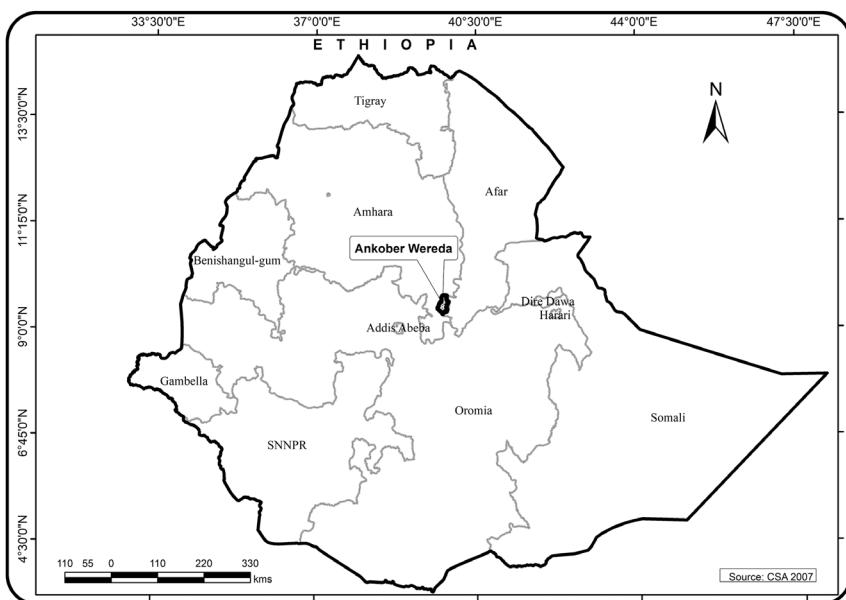 33°30'0"E 37°0'0"E 40°30'0"E 44°0'0"E 47°30'0"E
E T H I O P I A
N
13°30'0"N
11°15'0"N
9°0'0"N
6°45'0"N
4°30'0"N
Tigray
Afar
Amhara
Ankober Wereda
Benishangul-gum
Dire Dawa
Harari
Addis Abeba
Gambella
Oromia
Somali
SNNPR
110 55 0 110 220 330
kms
Source: CSA 2007